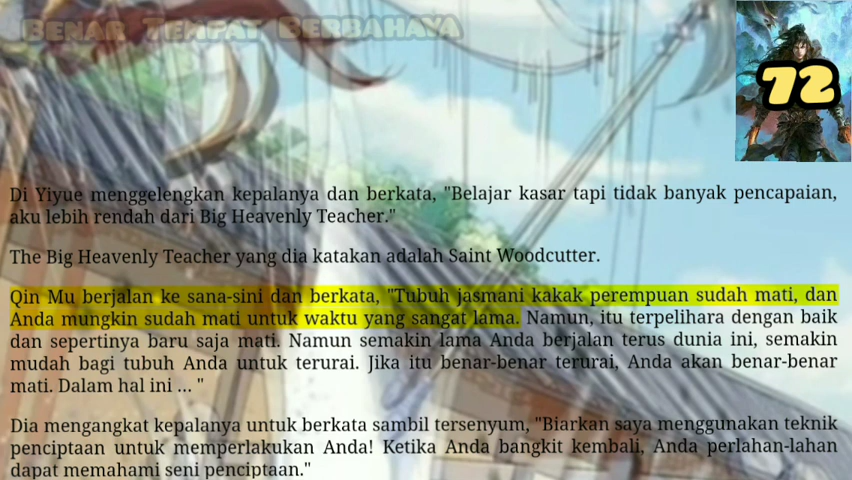 Benar Tempat Berbahaya
72
Di Yiyue menggelengkan kepalanya dan berkata, "Belajar kasar tapi tidak banyak pencapaian,
aku lebih rendah dari Big Heavenly Teacher."
The Big Heavenly Teacher yang dia katakan adalah Saint Woodcutter.
Qin Mu berjalan ke sana-sini dan berkata, "Tubuh jasmani kakak perempuan sudah mati, dan
Anda mungkin sudah mati untuk waktu yang sangat lama. Namun, itu terpelihara dengan baik
dan sepertinya baru saja mati. Namun semakin lama Anda berjalan terus dunia ini, semakin
mudah bagi tubuh Anda untuk terurai. Jika itu benar-benar terurai, Anda akan benar-benar
mati. Dalam hal ini ... "
Dia mengangkat kepalanya untuk berkata sambil tersenyum, "Biarkan saya menggunakan teknik
penciptaan untuk memperlakukan Anda! Ketika Anda bangkit kembali, Anda perlahan-lahan
dapat memahami seni penciptaan."